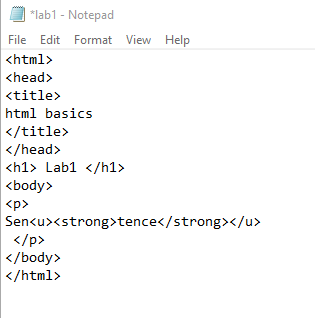 *lab1 - Notepad
File Edit Format View Help
<html>
<head>
<title>
html basics
</title>
</head>
<h1> Lab1 </h1>
<body>
<p>
Sen<u><strong>tence</strong></u>
 </p>
</body>
</html>